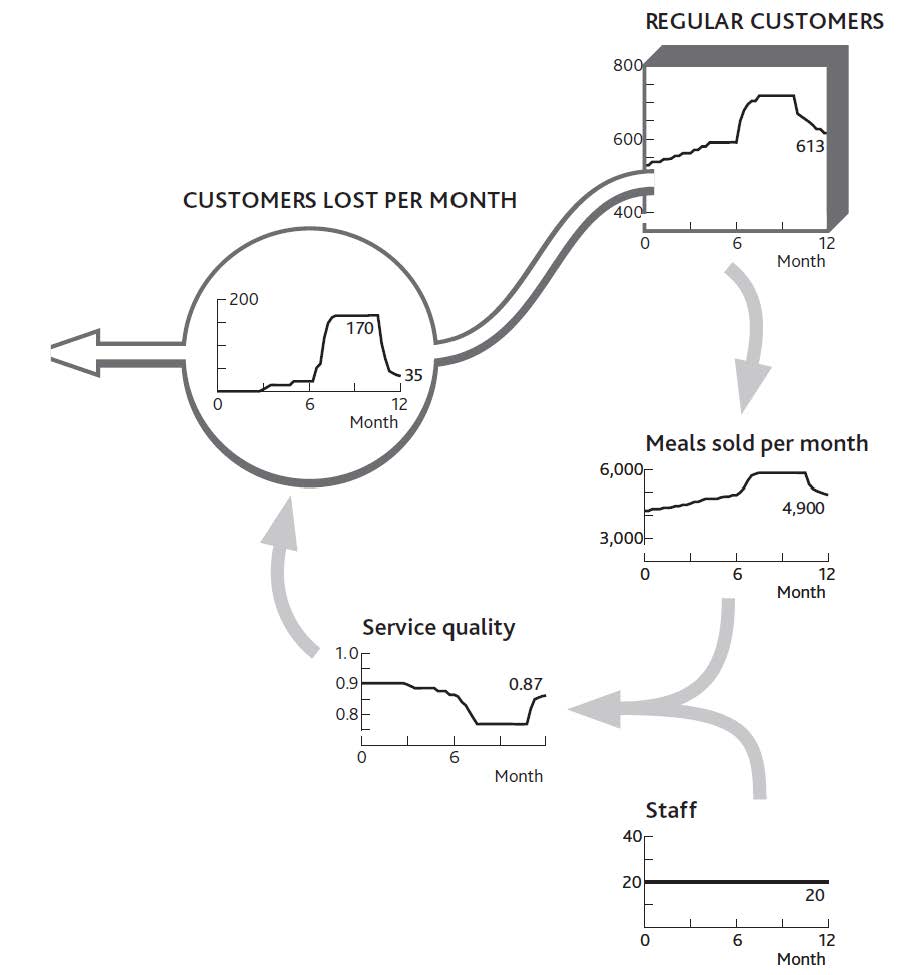 REGULAR CUSTOMERS
800
600
613
400
0 6 12
Month
CUSTOMERS LOST PER MONTH
200
170
35
0 6 12
Month
Meals sold per month
6,000
4,900
3,000
0 6 12
Month
Service quality
1.0
0.9
0.87
0.8
0 6
Month
Staff
40
20
20
0 6 12
Month